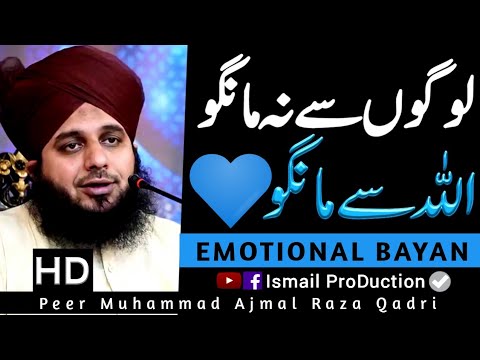 لوگوں سے نہ مانگو
اللہ سے مانگو
EMOTIONAL BAYAN
HD
Ismail ProDuction
Peer Muhammad Ajmal Raza Qadri